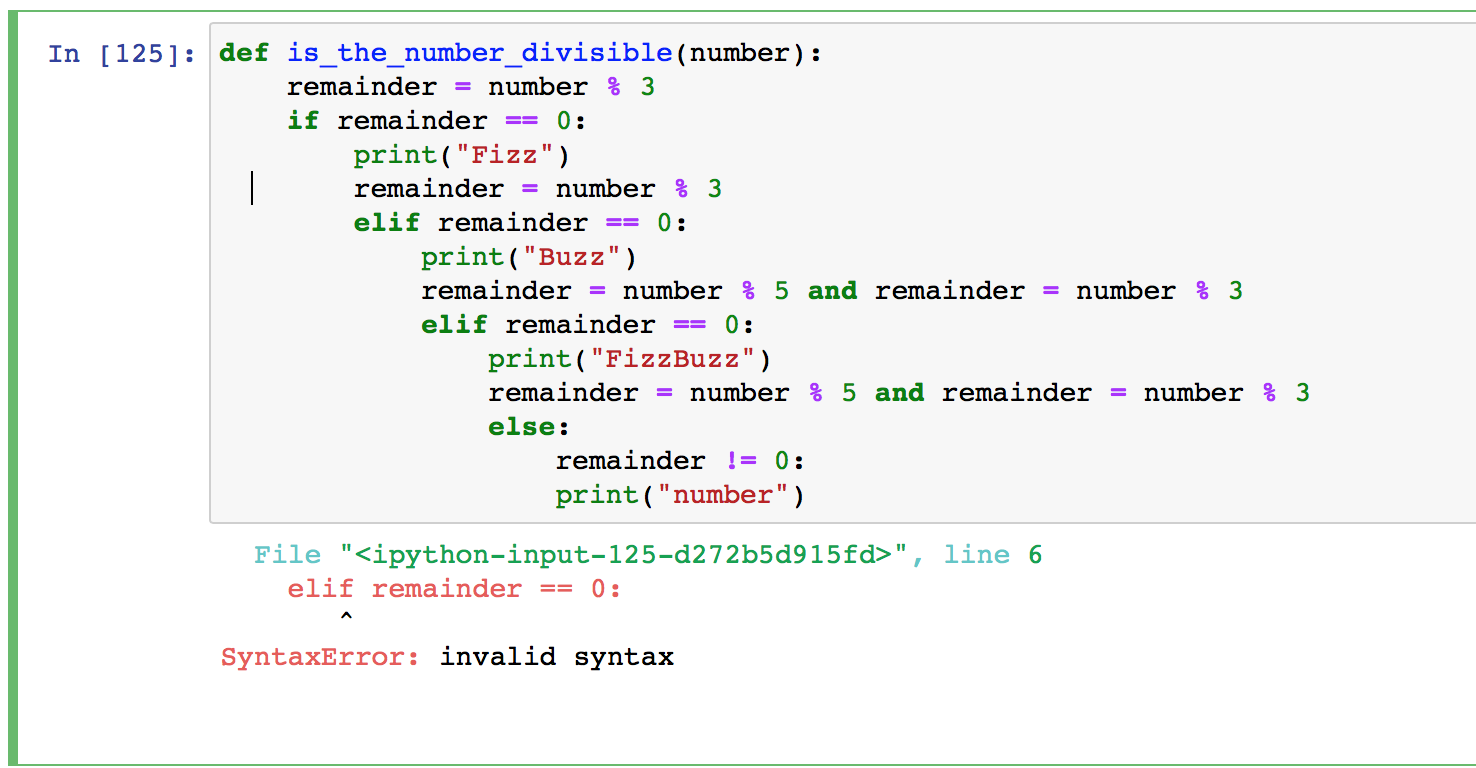 In [125]: def is_the_number_divisible(number):
    remainder = number % 3
    if remainder == 0:
        print("Fizz")
        remainder = number % 3
        elif remainder == 0:
            print("Buzz")
            remainder = number % 5 and remainder = number % 3
            elif remainder == 0:
                print("FizzBuzz")
                remainder = number % 5 and remainder = number % 3
                else:
                    remainder != 0:
                    print("number")
  File "<ipython-input-125-d272b5d915fd>", line 6
    elif remainder == 0:
       ^
SyntaxError: invalid syntax